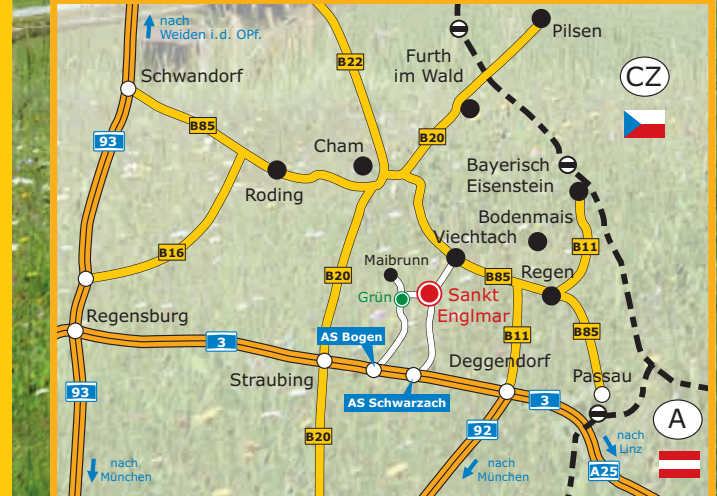 nach
Weiden i.d. OPf.
Pilsen
Furth
im Wald
B22
CZ
Schwandorf
B85
93
B20
Cham
Bayerisch
Eisenstein
Roding
Bodenmais
Viechtach
B16
B11
Maibrunn
B20
B85
Regen
Grün
Sankt
Englmar
Regensburg
AS Bogen
B11
B85
3
Deggendorf
Straubing
Passau
93
AS Schwarzach
3
A
92
B20
nach
Linz
nach
München
nach
München
A25